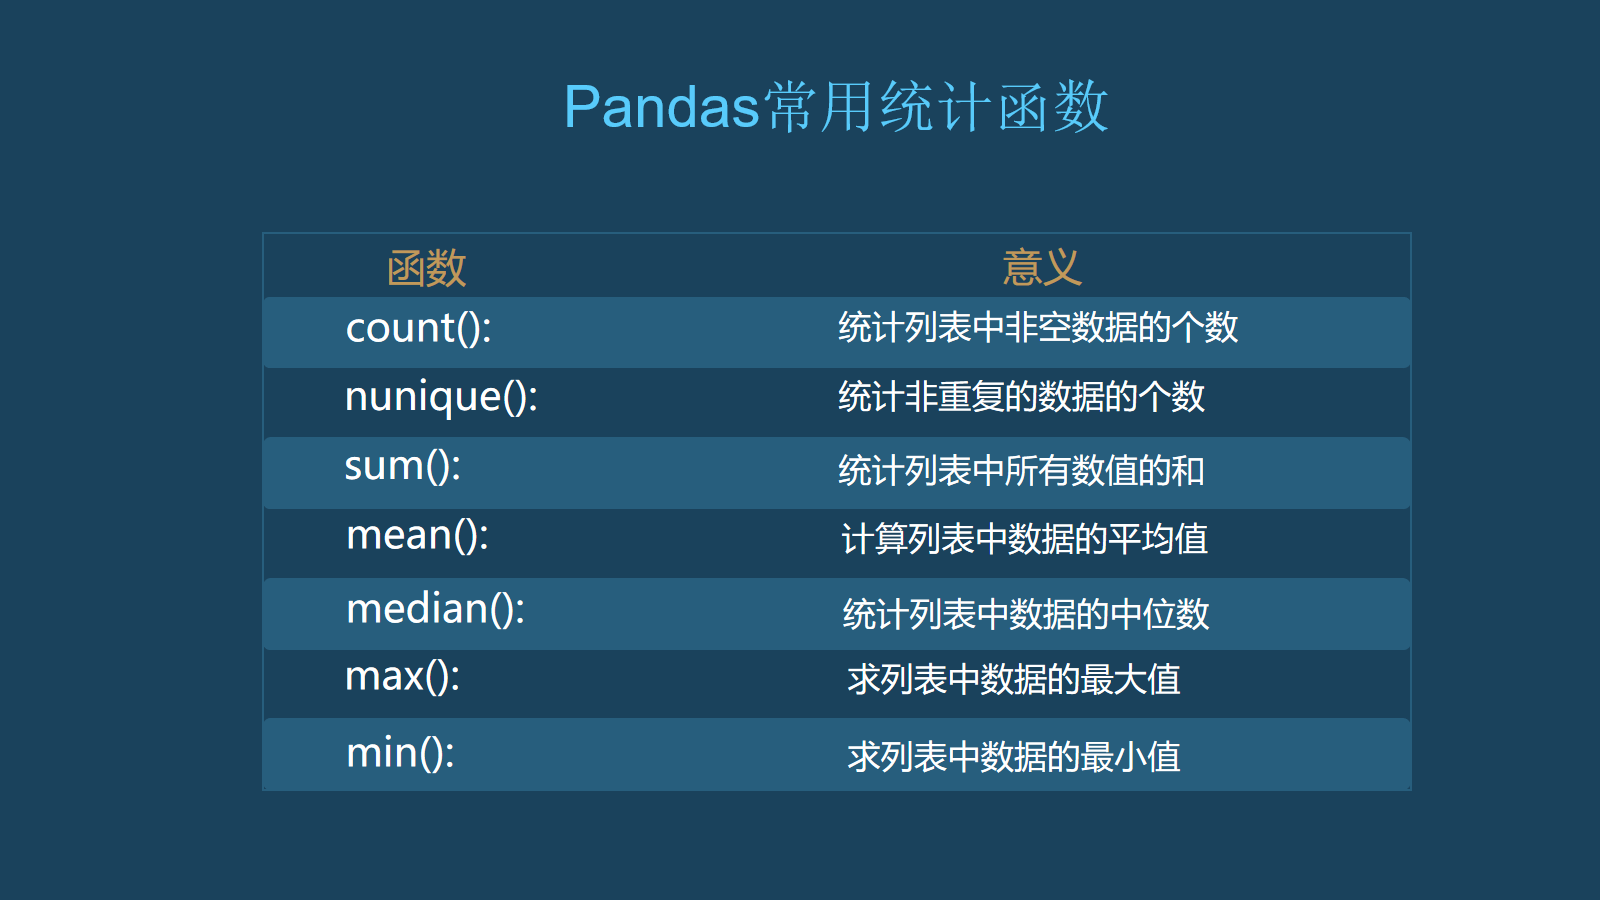 Pandas常用统计函数
函数 意义
count(): 统计列表中非空数据的个数
nunique(): 统计非重复的数据的个数
sum(): 统计列表中所有数值的和
mean(): 计算列表中数据的平均值
median(): 统计列表中数据的中位数
max(): 求列表中数据的最大值
min(): 求列表中数据的最小值